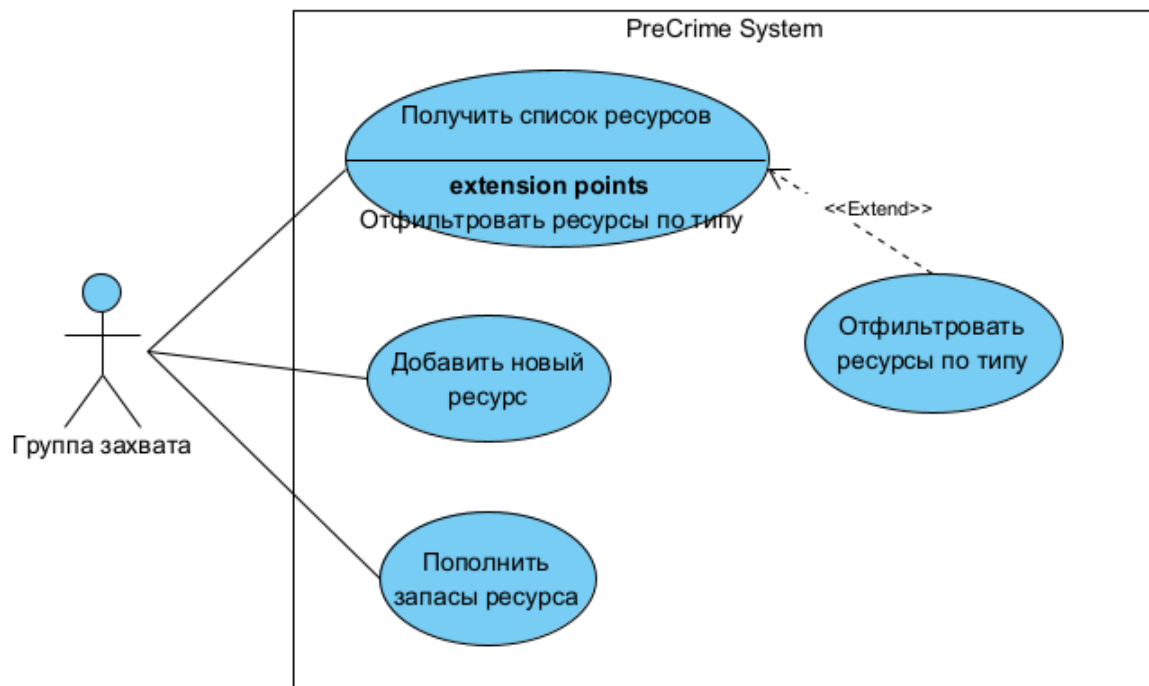 PreCrime System
Получить список ресурсов
extension points
Отфильтровать ресурсы по типу
<<Extend>>
Отфильтровать
ресурсы по типу
Добавить новый
ресурс
Группа захвата
Пополнить
запасы ресурса